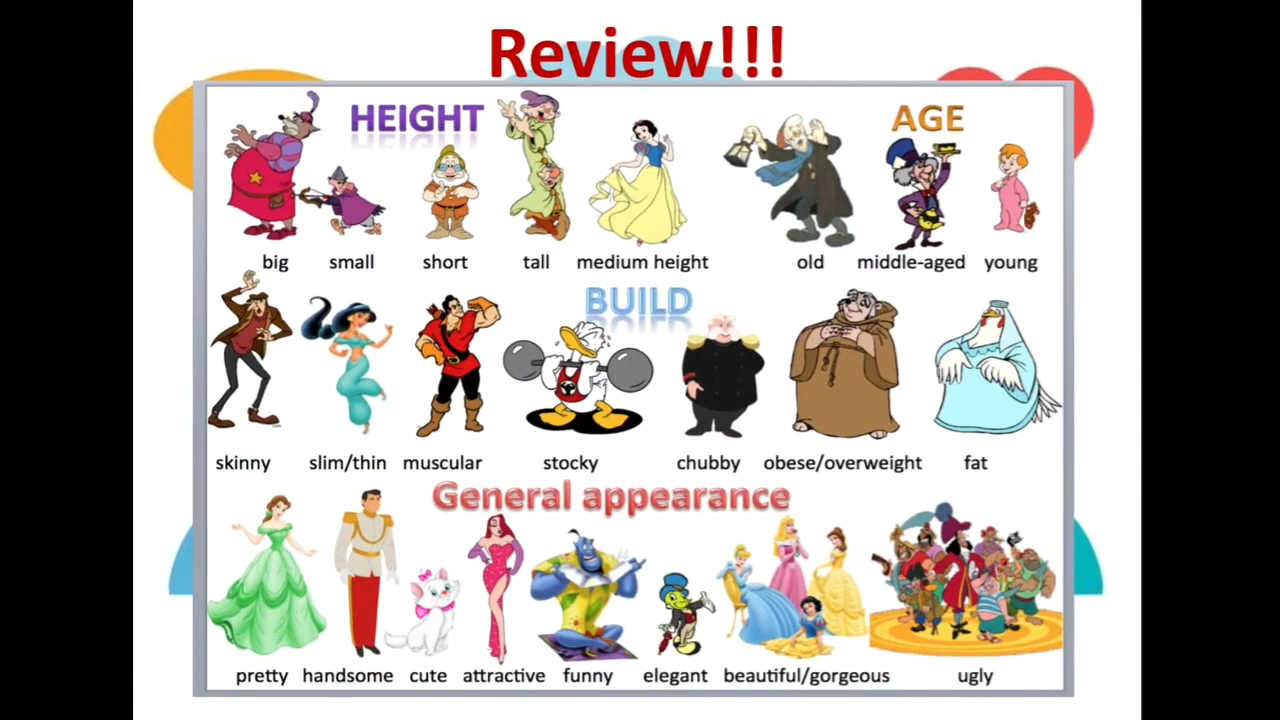 Review!!!
HEIGHT
AGE
big small short tall medium height old middle-aged young
BUILD
skinny slim/thin muscular stocky chubby obese/overweight fat
General appearance
pretty handsome cute attractive funny elegant beautiful/gorgeous ugly